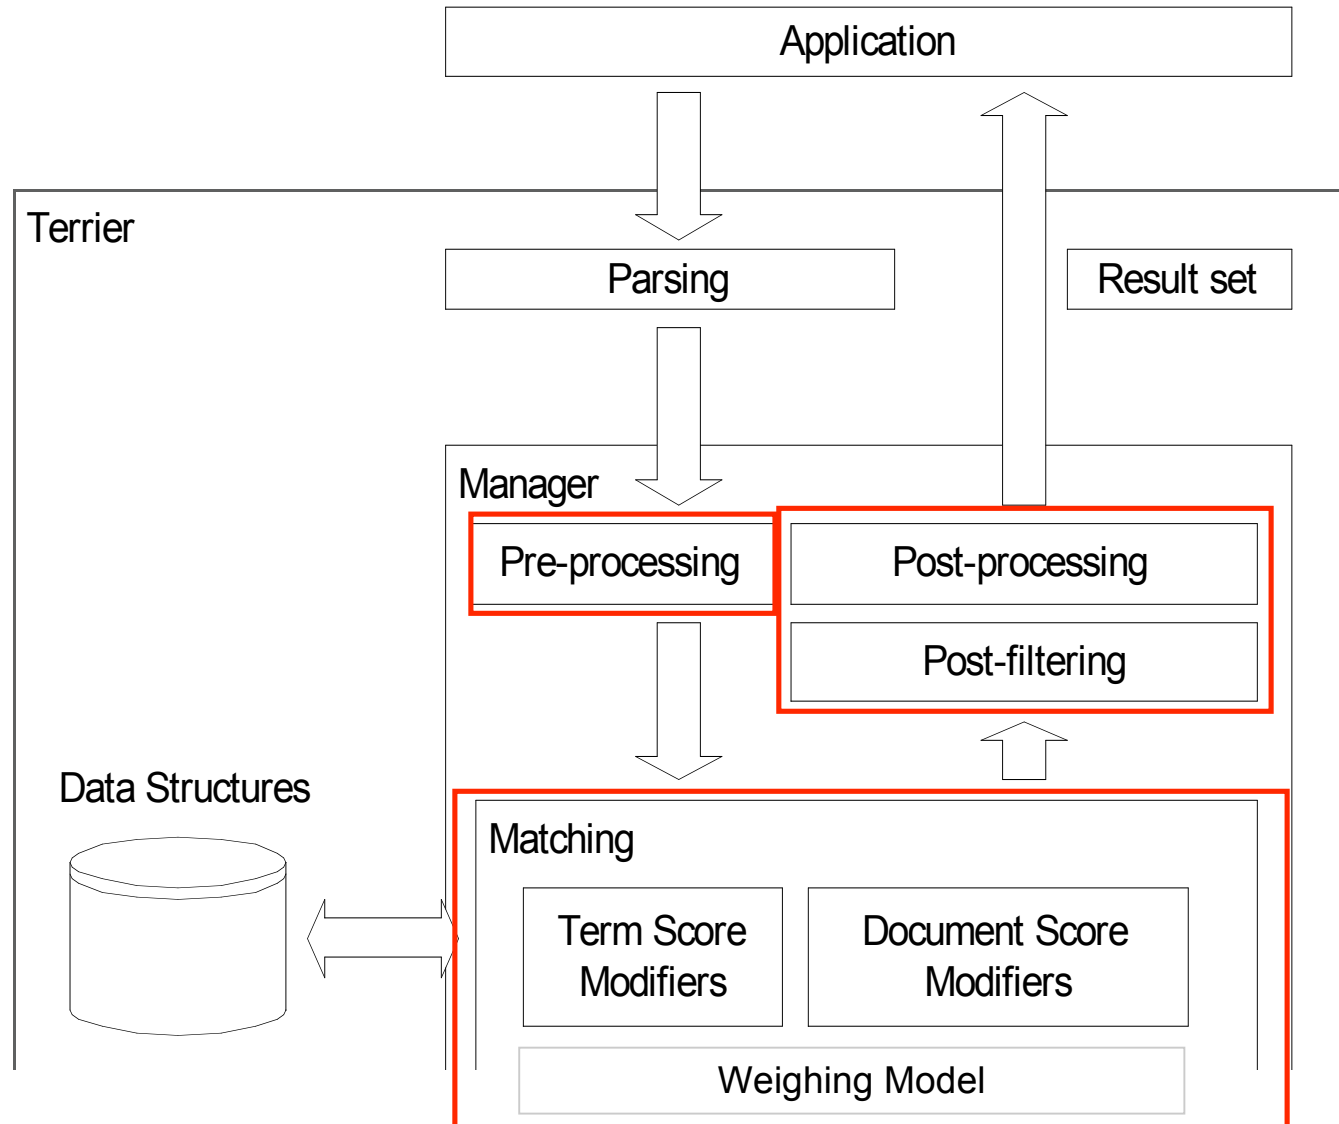 Application
Terrier
Parsing
Result set
Manager
Pre-processing
Post-processing
Post-filtering
Data Structures
Matching
Term Score
Modifiers
Document Score
Modifiers
Weighing Model